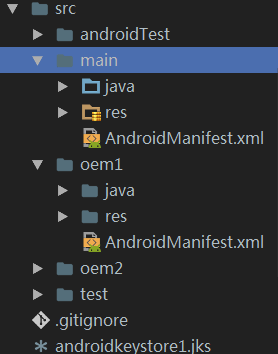 src
androidTest
main
java
res
AndroidManifest.xml
oem1
java
res
AndroidManifest.xml
oem2
test
.gitignore
androidkeystore1.jks